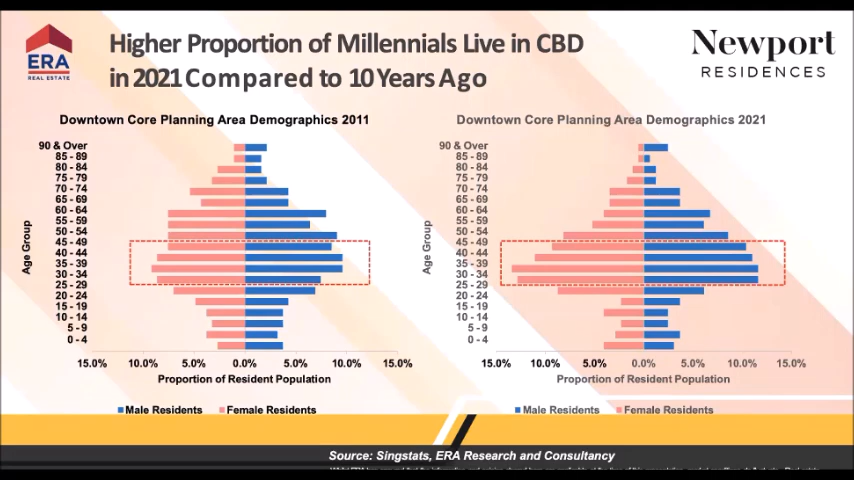 ERA
REAL ESTATE
Higher Proportion of Millennials Live in CBD
in 2021 Compared to 10 Years Ago
Newport
RESIDENCES
Downtown Core Planning Area Demographics 2011
Age Group
90 & Over
85 - 89
80 - 84
75 - 79
70 - 74
65 - 69
60 - 64
55 - 59
50 - 54
45 - 49
40 - 44
35 - 39
30 - 34
25 - 29
20 - 24
15 - 19
10 - 14
5 - 9
0 - 4
15.0% 10.0% 5.0% 0.0% 5.0% 10.0% 15.0%
Proportion of Resident Population
Male Residents Female Residents
Downtown Core Planning Area Demographics 2021
Age Group
90 & Over
85 - 89
80 - 84
75 - 79
70 - 74
65 - 69
60 - 64
55 - 59
50 - 54
45 - 49
40 - 44
35 - 39
30 - 34
25 - 29
20 - 24
15 - 19
10 - 14
5 - 9
0 - 4
15.0% 10.0% 5.0% 0.0% 5.0% 10.0% 15.0%
Proportion of Resident Population
Male Residents Female Residents
Source: Singstats, ERA Research and Consultancy